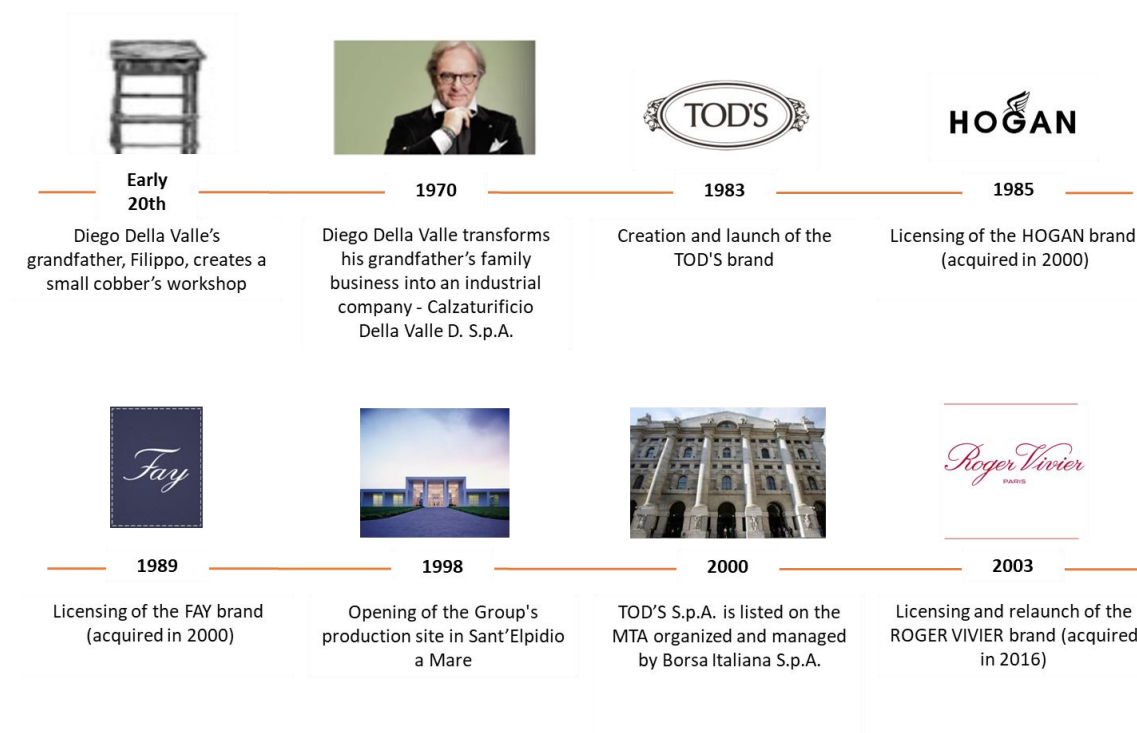 TOD'S
HOGAN
Early
20th
1970
1983
1985
Diego Della Valle’s
grandfather, Filippo, creates a
small cobber’s workshop
Diego Della Valle transforms
his grandfather’s family
business into an industrial
company - Calzaturificio
Della Valle D. S.p.A.
Creation and launch of the
TOD'S brand
Licensing of the HOGAN brand
(acquired in 2000)
Fay
Roger Vivier
PARIS
1989
1998
2000
2003
Licensing of the FAY brand
(acquired in 2000)
Opening of the Group's
production site in Sant’Elpidio
a Mare
TOD’S S.p.A. is listed on the
MTA organized and managed
by Borsa Italiana S.p.A.
Licensing and relaunch of the
ROGER VIVIER brand (acquired
in 2016)